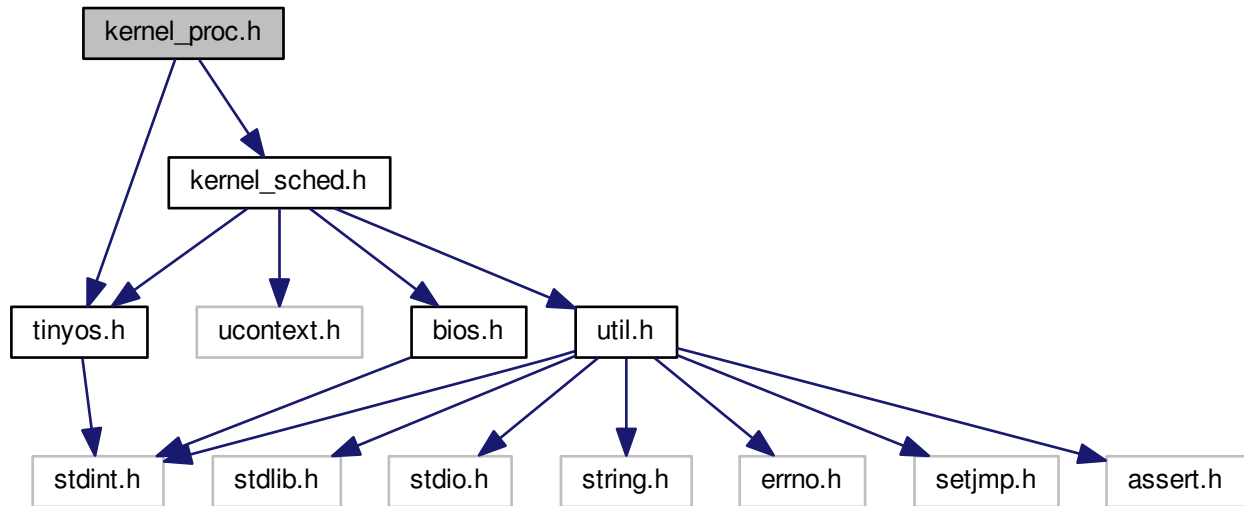 kernel_proc.h
kernel_sched.h
tinyos.h
ucontext.h
bios.h
util.h
stdint.h
stdlib.h
stdio.h
string.h
errno.h
setjmp.h
assert.h